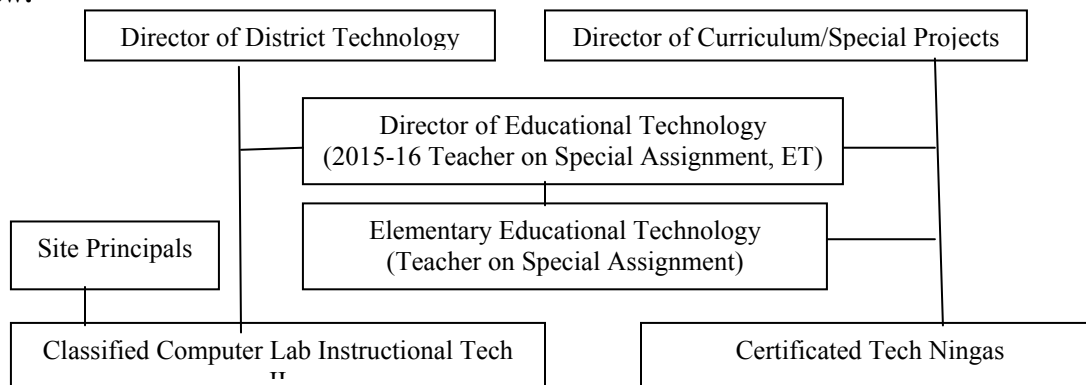 Director of District Technology
Director of Curriculum/Special Projects
Director of Educational Technology
(2015-16 Teacher on Special Assignment, ET)
Elementary Educational Technology
(Teacher on Special Assignment)
Site Principals
Classified Computer Lab Instructional Tech
Certificated Tech Ningas